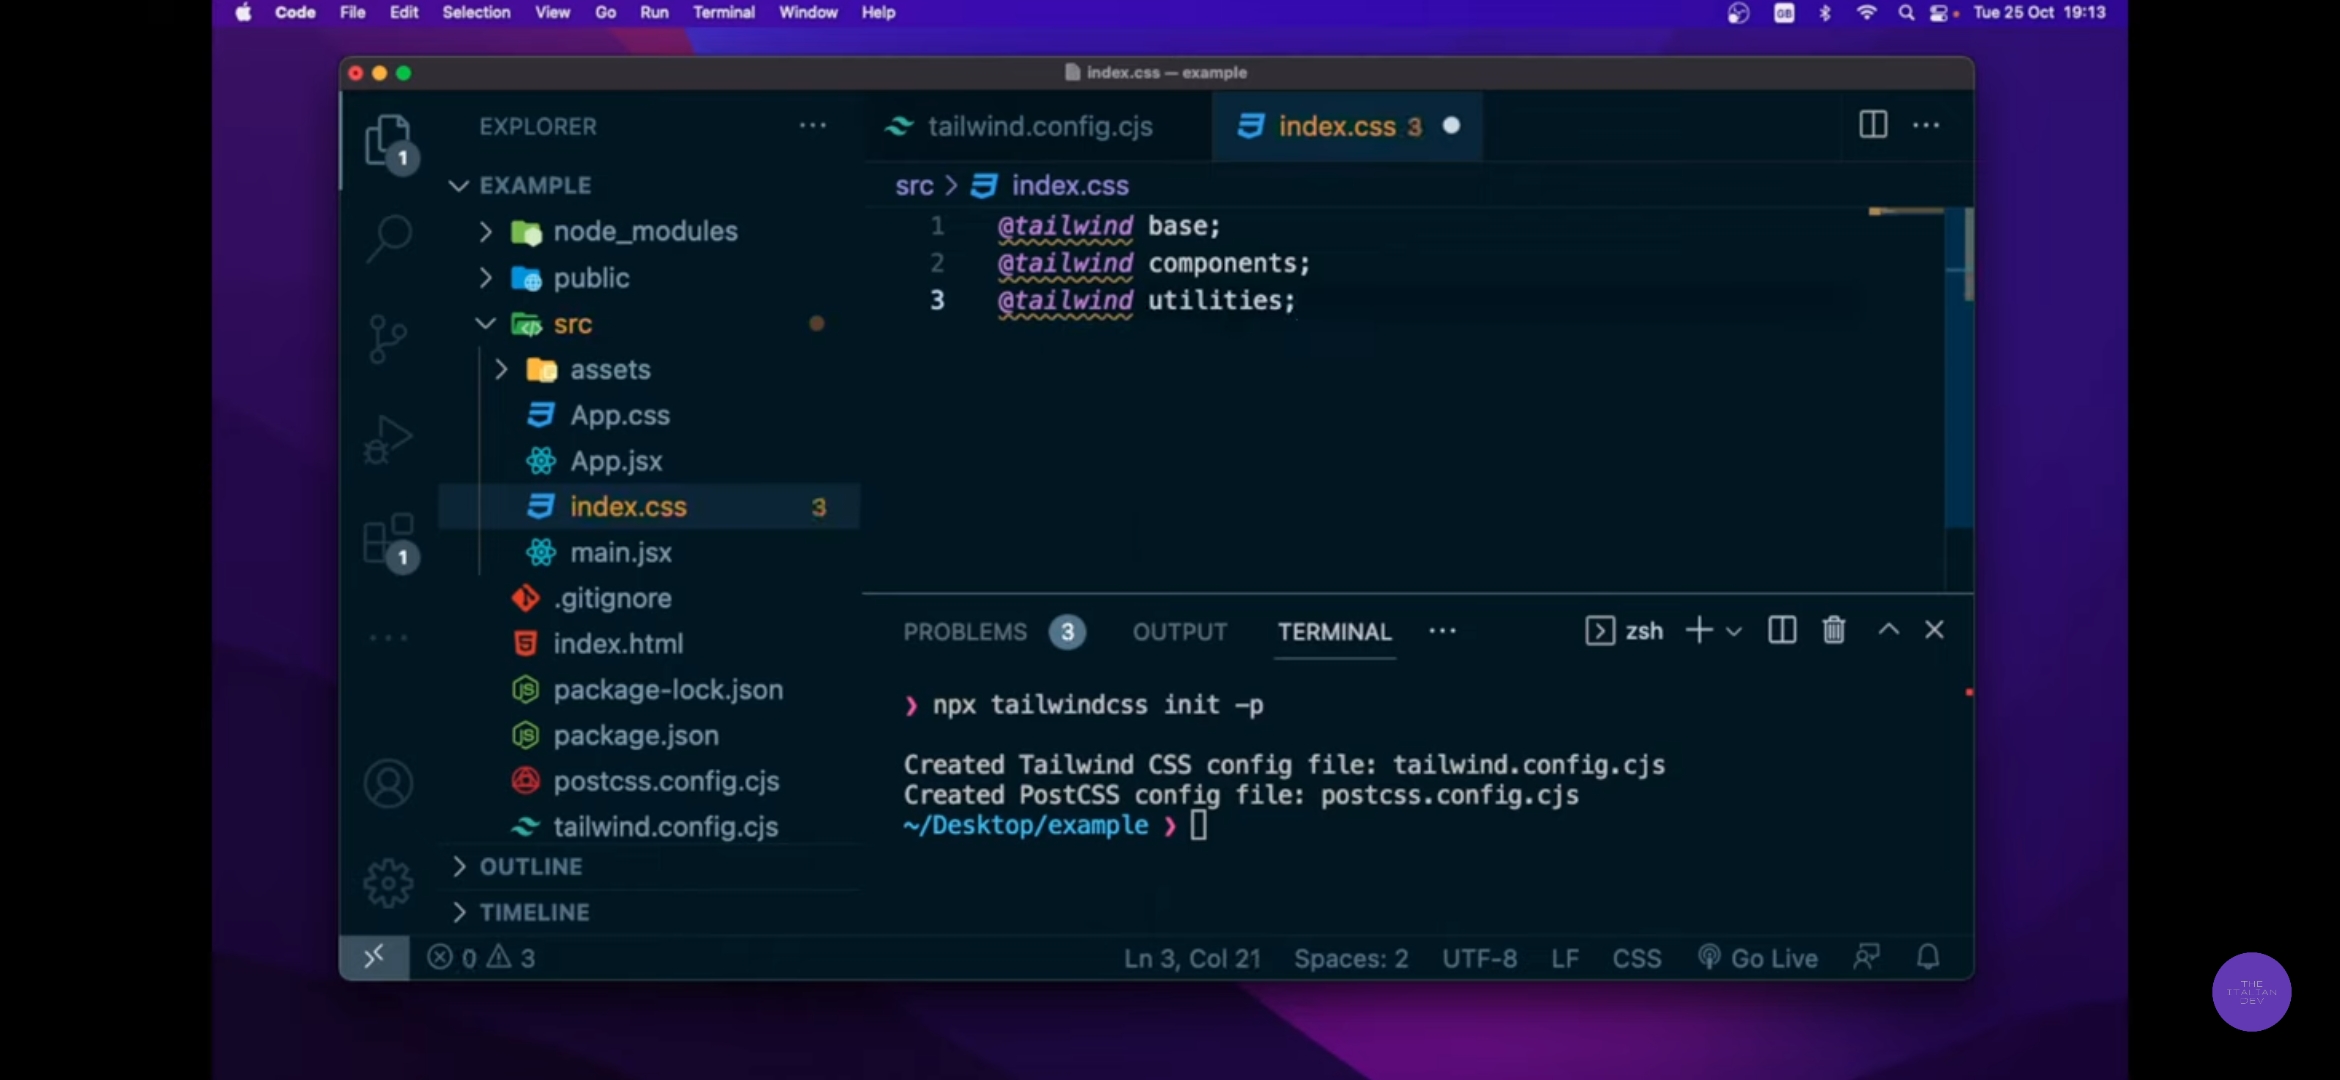 Code File Edit Selection View Go Run Terminal Window Help
GB
Tue 25 Oct 19:13
index.css — example
EXPLORER
EXAMPLE
node_modules
public
src
assets
App.css
App.jsx
index.css 3
main.jsx
.gitignore
index.html
package-lock.json
package.json
postcss.config.cjs
tailwind.config.cjs
OUTLINE
TIMELINE
1
1
tailwind.config.cjs
index.css 3
src > index.css
1 @tailwind base;
2 @tailwind components;
3 @tailwind utilities;
PROBLEMS 3 OUTPUT TERMINAL
zsh
❯ npx tailwindcss init -p
Created Tailwind CSS config file: tailwind.config.cjs
Created PostCSS config file: postcss.config.cjs
~/Desktop/example ❯
0 3
Ln 3, Col 21 Spaces: 2 UTF-8 LF CSS Go Live
THE
ITALIAN
DEV